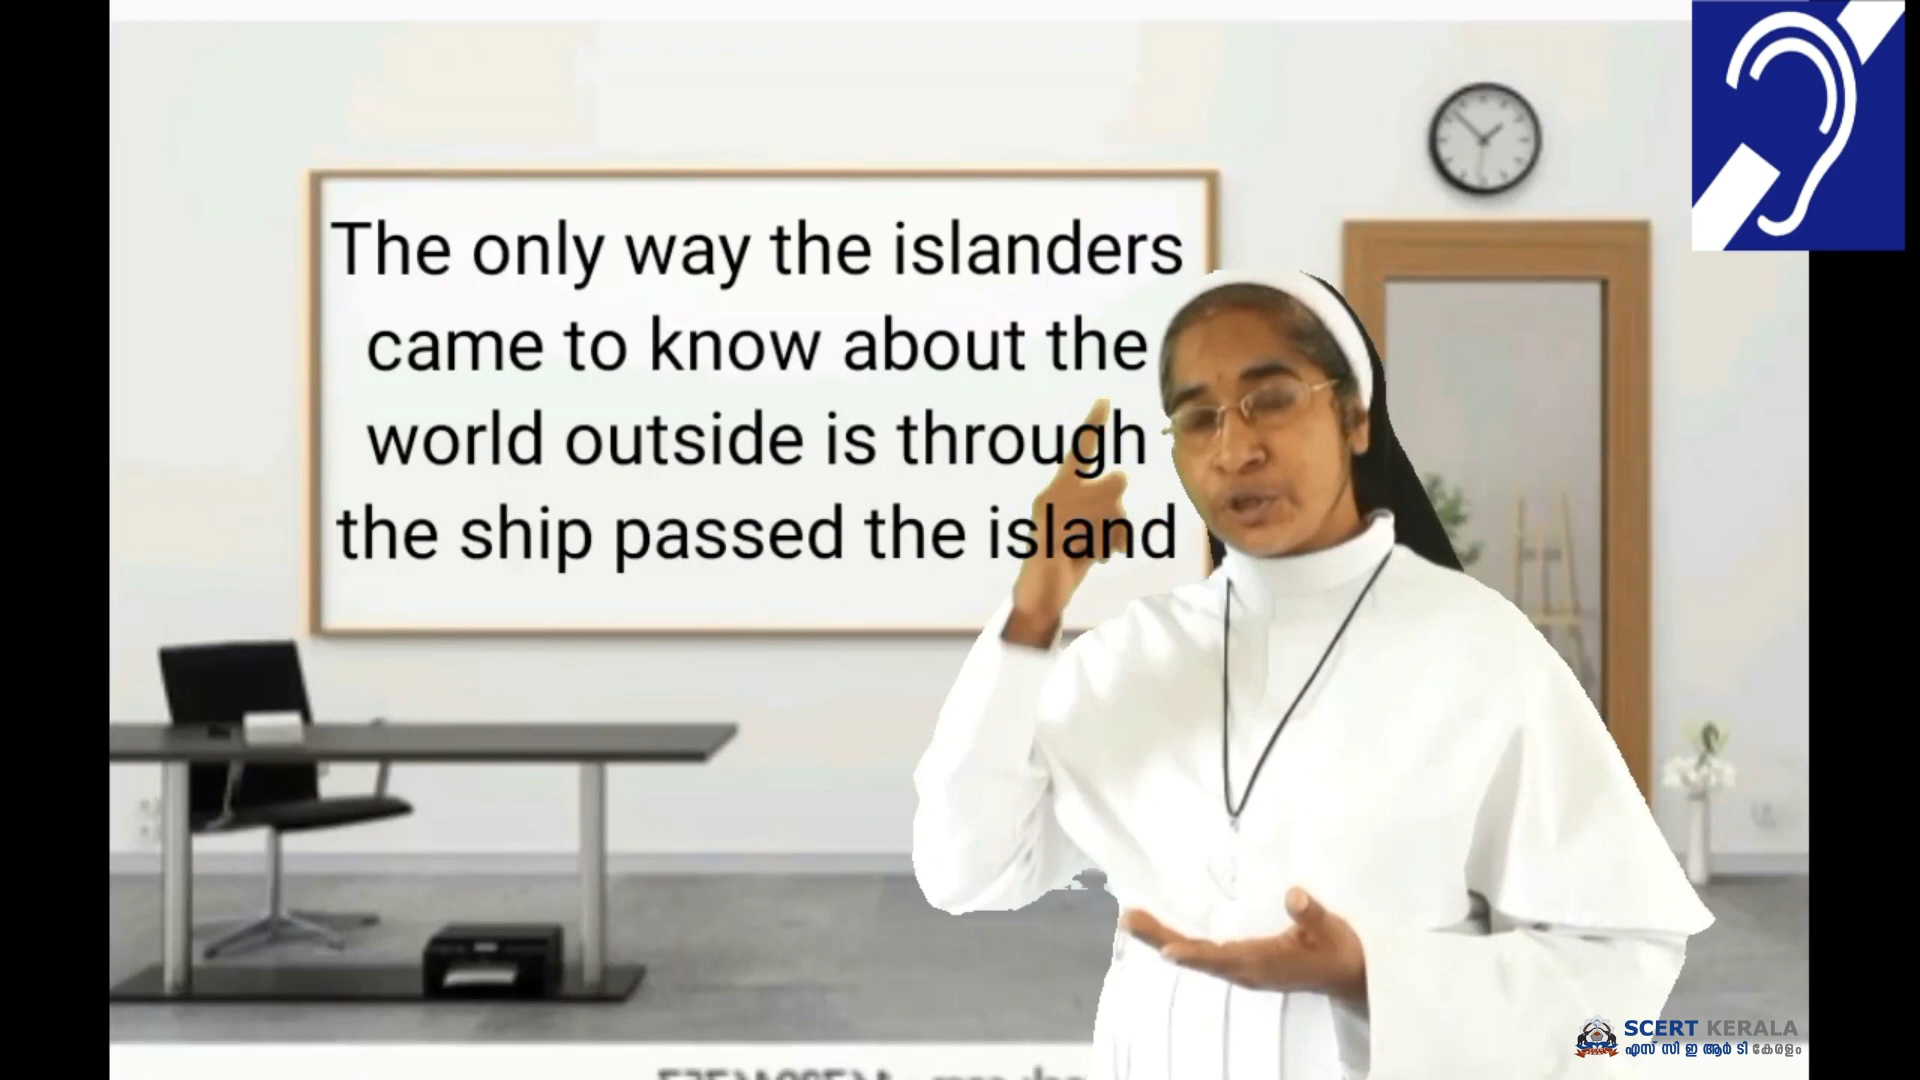 The only way the islanders
came to know about the
world outside is through
the ship passed the island
SCERT KERALA
എസ് സി ഇ ആർ ടി കേരളം